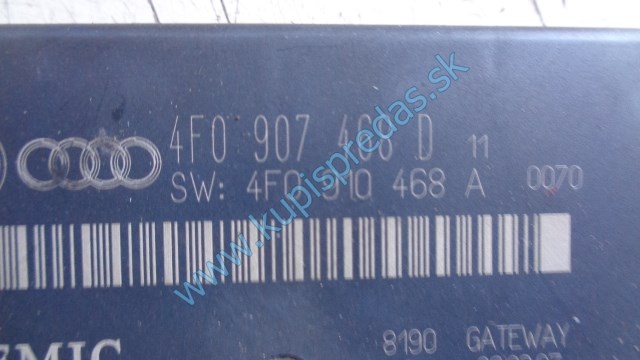 4F0 907 468 D 11
SW: 4F0 910 468 A 0070
www.kupispredas.sk
8190 GATEWAY